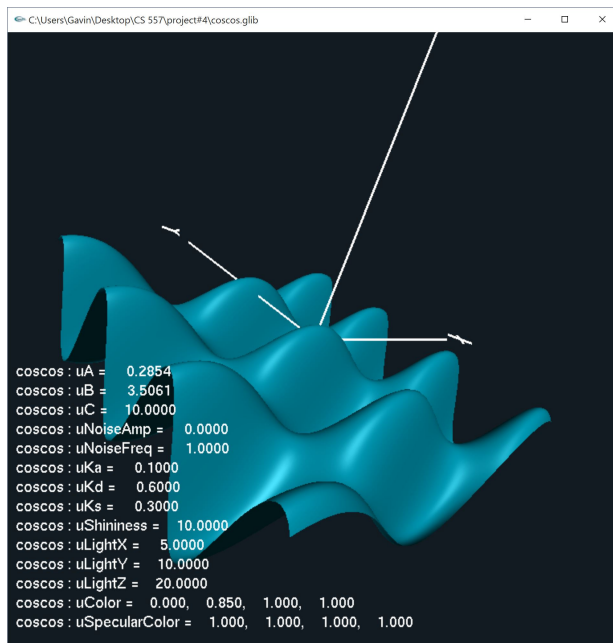 C:\Users\Gavin\Desktop\CS 557\project#4\coscos.glib
Y
X
coscos : uA = 0.2854
coscos : uB = 3.5061
coscos : uC = 10.0000
coscos : uNoiseAmp = 0.0000
coscos : uNoiseFreq = 1.0000
coscos : uKa = 0.1000
coscos : uKd = 0.6000
coscos : uKs = 0.3000
coscos : uShininess = 10.0000
coscos : uLightX = 5.0000
coscos : uLightY = 10.0000
coscos : uLightZ = 20.0000
coscos : uColor = 0.000, 0.850, 1.000, 1.000
coscos : uSpecularColor = 1.000, 1.000, 1.000, 1.000